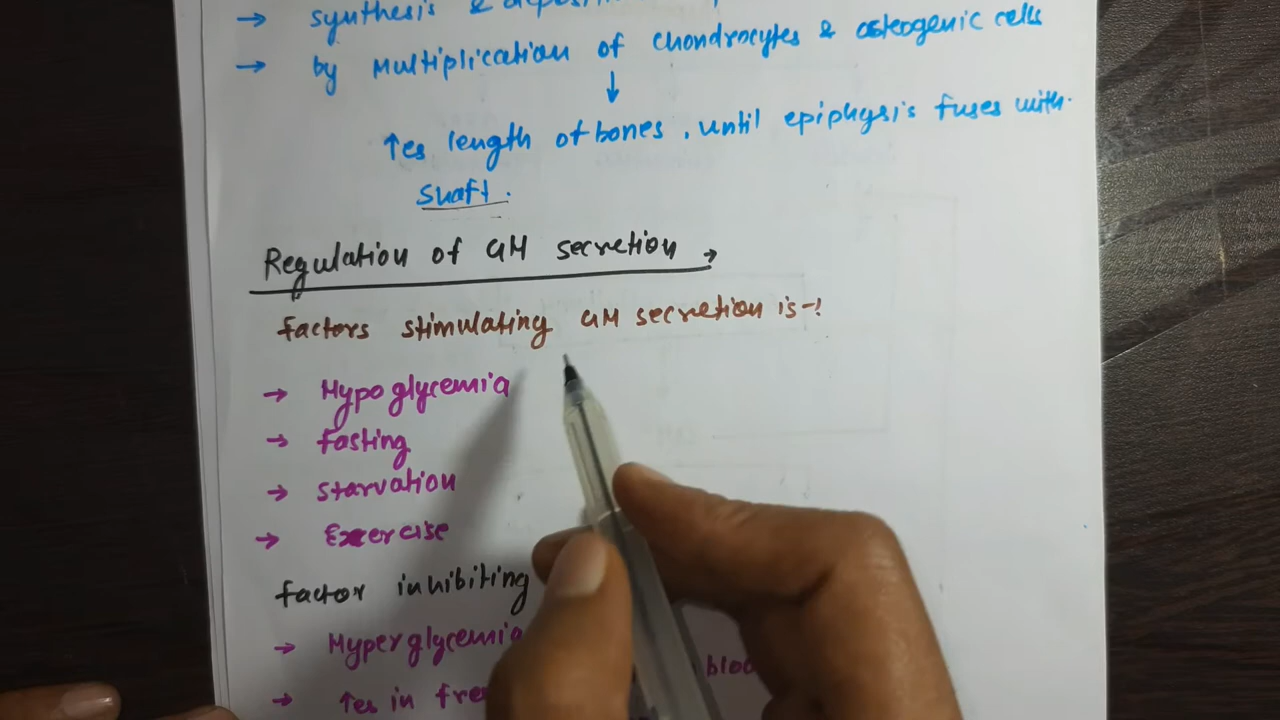 → synthesis &
→ by Multiplication of chondrocytes & osteogenic cells
↓
↑es length of bones, until epiphysis fuses with
shaft.
Regulation of GH secretion →
factors stimulating GH secretion is -:
→ Hypoglycemia
→ fasting
→ starvation
→ Exercise
factor inhibiting
→ Hyperglycemia
→ ↑es in